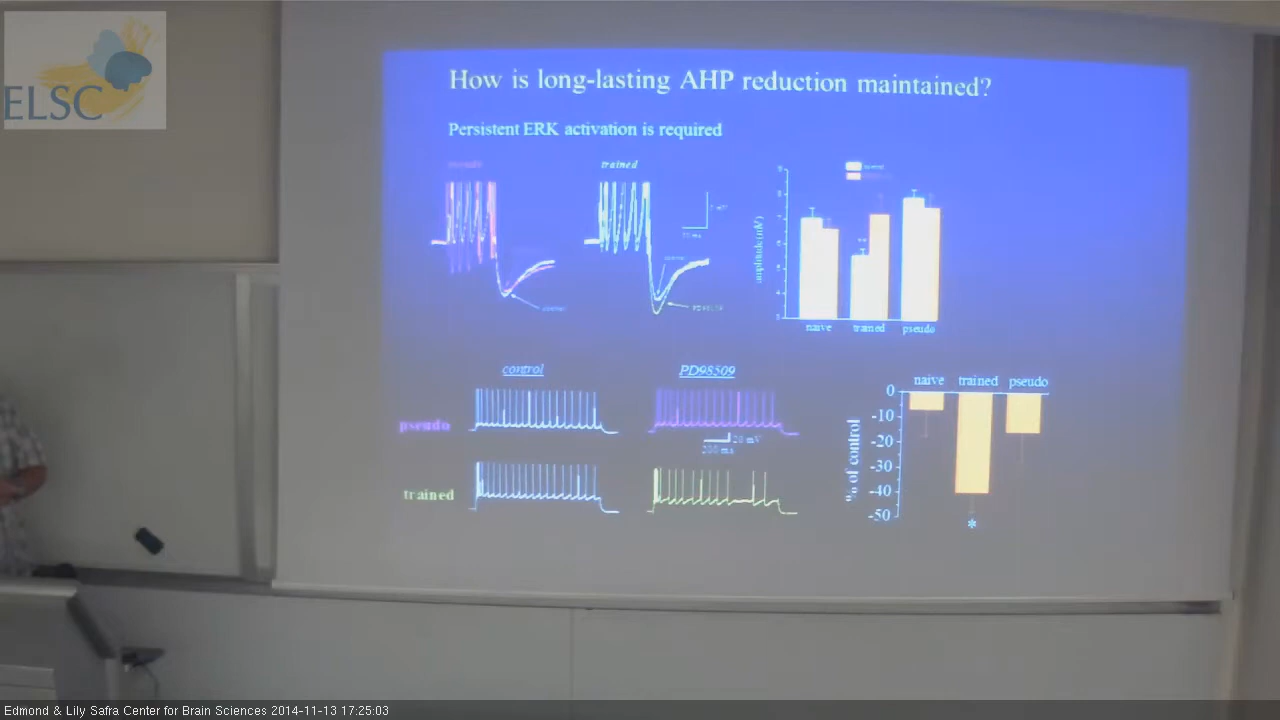 ELSC
How is long-lasting AHP reduction maintained?
Persistent ERK activation is required
trained
amplitude (mV)
naive trained pseudo
control PD98509
pseudo
20 mV
200 ms
trained
naive trained pseudo
% of control
0
-10
-20
-30
-40
-50
*
Edmond & Lily Safra Center for Brain Sciences 2014-11-13 17:25:03